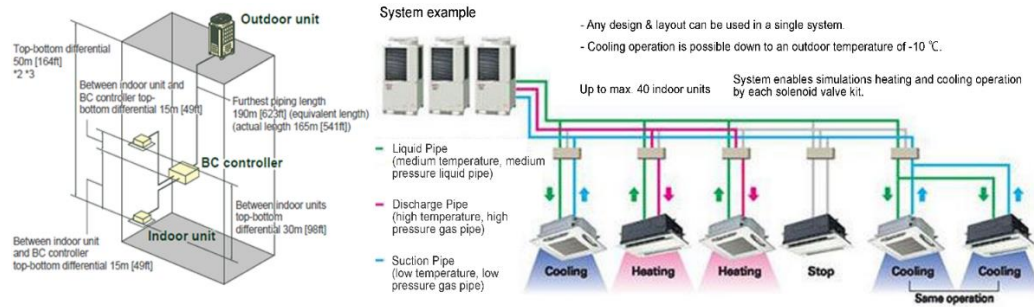 Outdoor unit
Top-bottom differential
50m [164ft]
*2 *3
Between indoor unit and
BC controller top-
bottom differential 15m [49ft]
Furthest piping length
190m [623ft] (equivalent length)
(actual length 165m [541ft])
BC controller
Between indoor units
top-bottom
differential 30m [98ft]
Indoor unit
Between indoor unit
and BC controller
top-bottom differential 15m [49ft]
System example
- Any design & layout can be used in a single system.
- Cooling operation is possible down to an outdoor temperature of -10 ℃.
Up to max. 40 indoor units
System enables simulations heating and cooling operation
by each solenoid valve kit.
Liquid Pipe
(medium temperature, medium
pressure liquid pipe)
Discharge Pipe
(high temperature, high
pressure gas pipe)
Suction Pipe
(low temperature, low
pressure gas pipe)
Cooling
Heating
Heating
Stop
Cooling
Cooling
Same operation